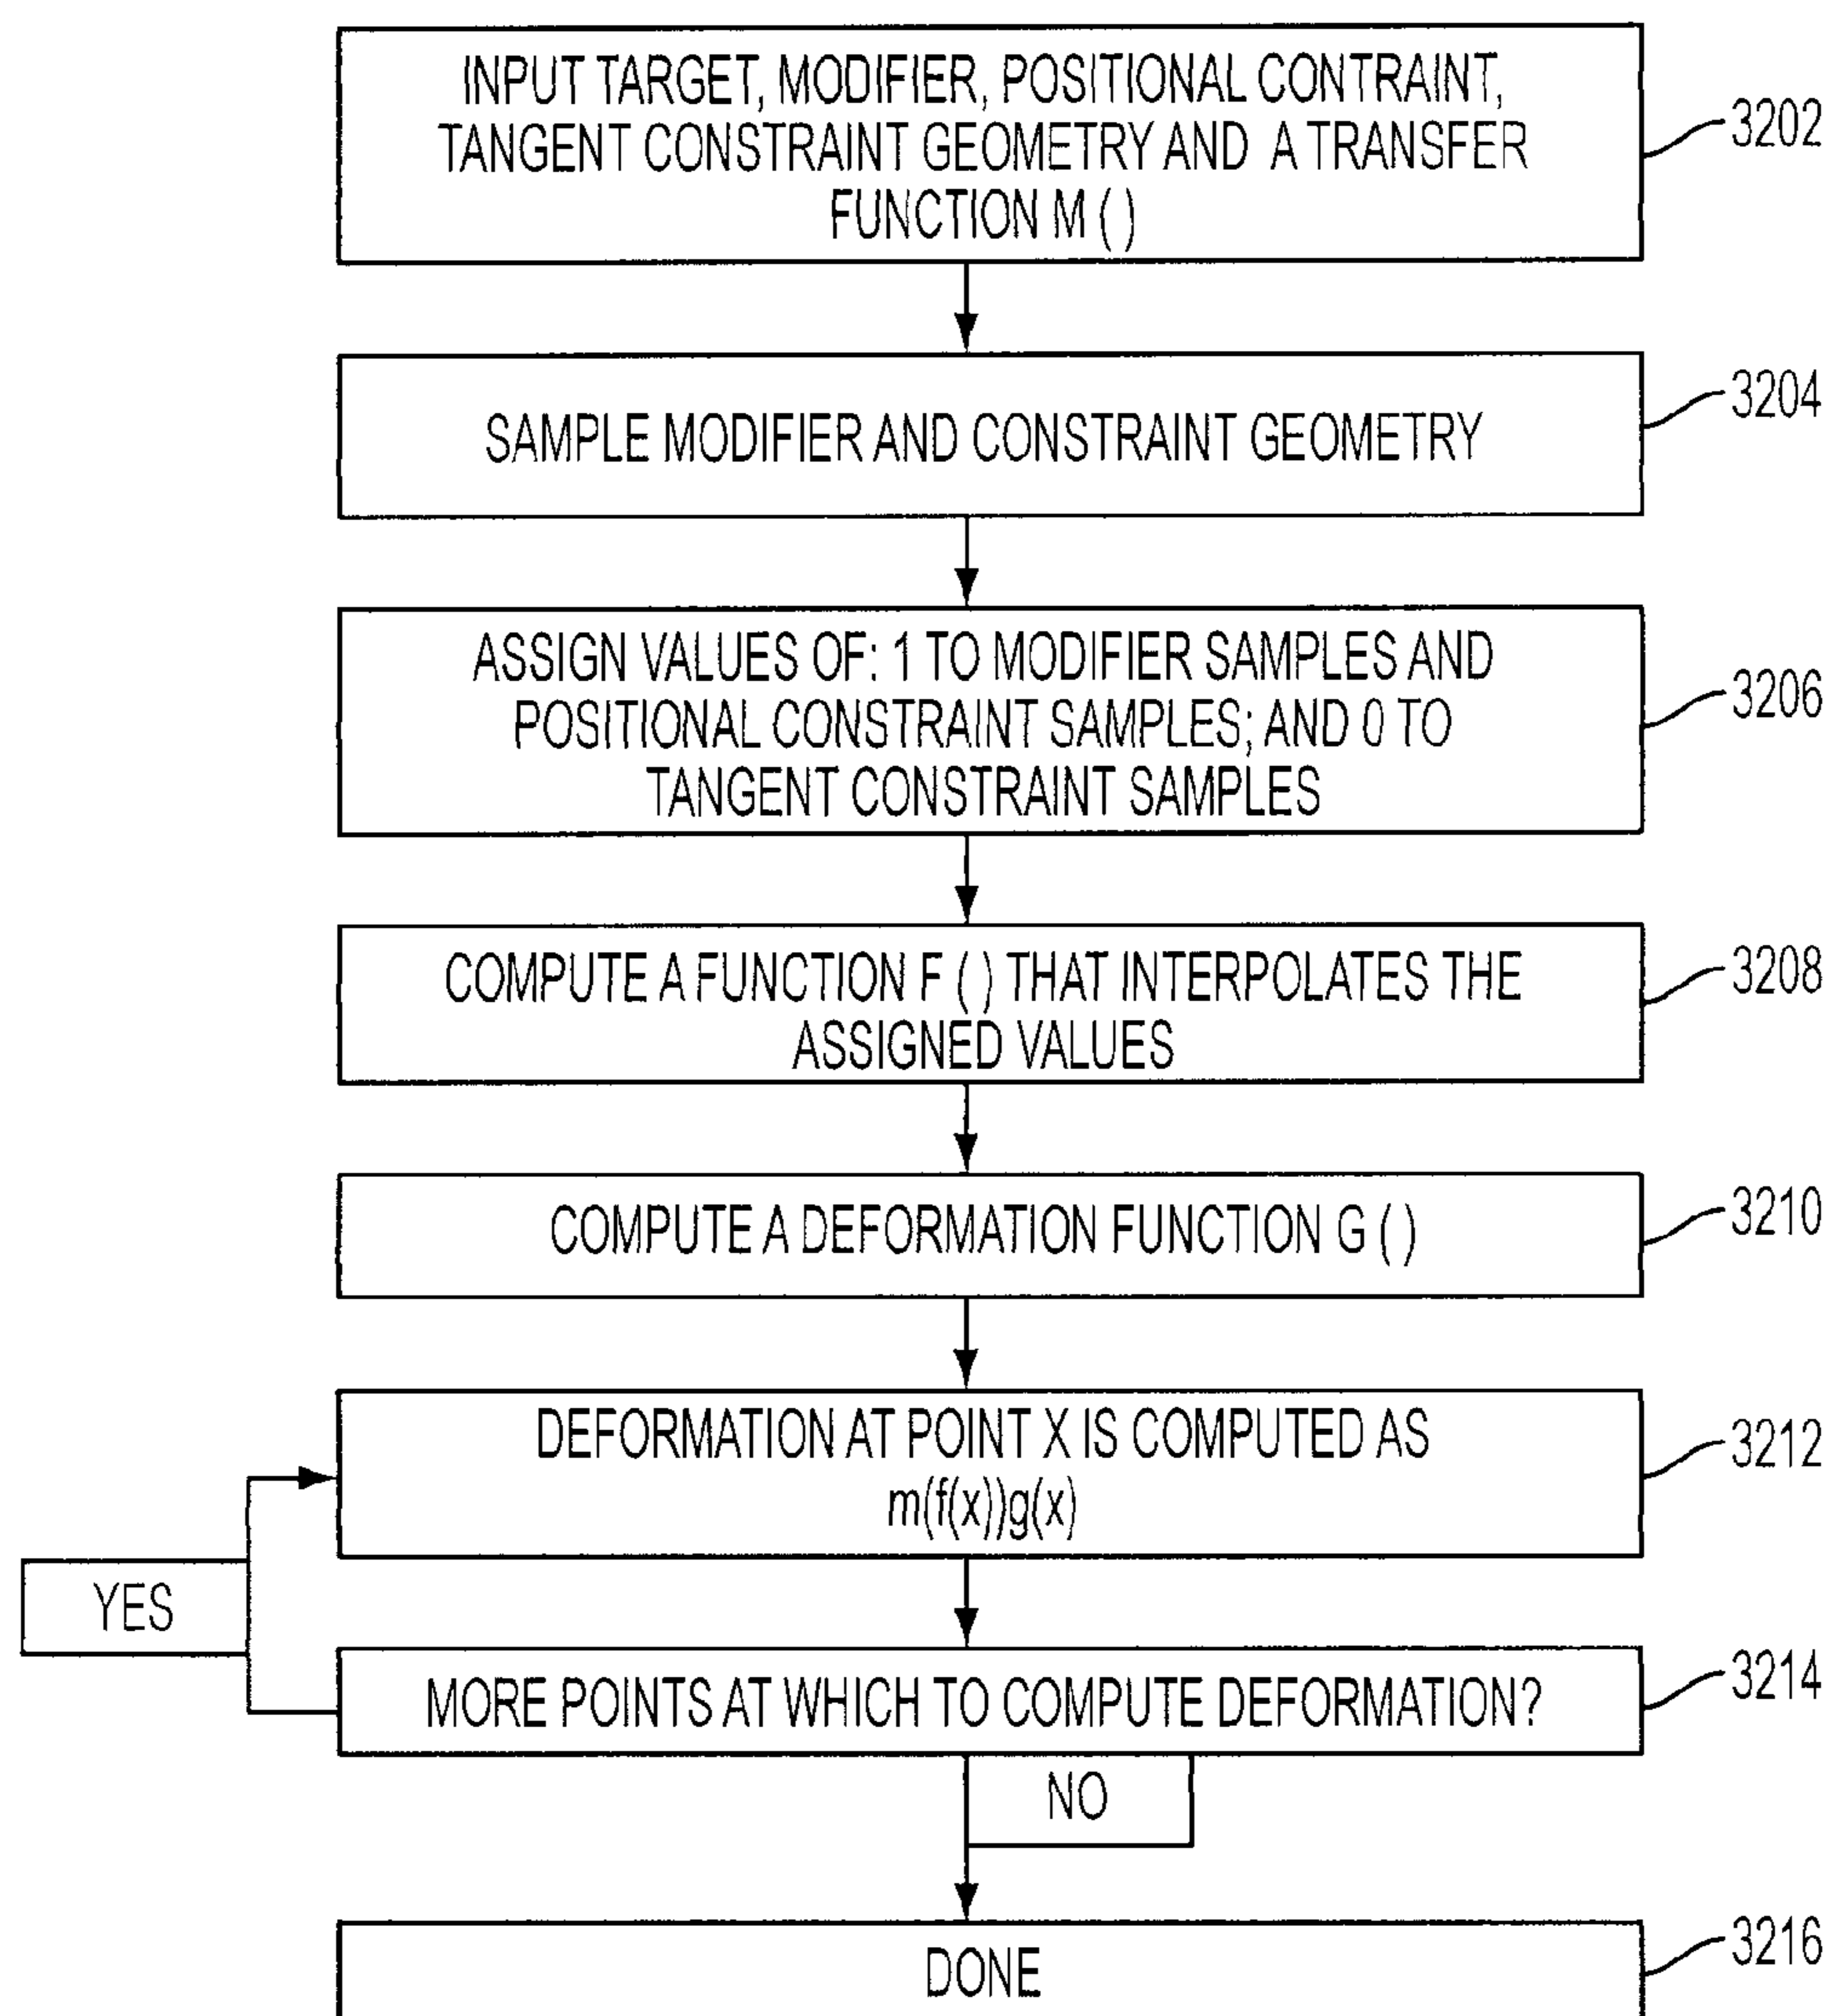 INPUT TARGET, MODIFIER, POSITIONAL CONTRAINT,
TANGENT CONSTRAINT GEOMETRY AND A TRANSFER
FUNCTION M ( )
3202
SAMPLE MODIFIER AND CONSTRAINT GEOMETRY
3204
ASSIGN VALUES OF: 1 TO MODIFIER SAMPLES AND
POSITIONAL CONSTRAINT SAMPLES; AND 0 TO
TANGENT CONSTRAINT SAMPLES
3206
COMPUTE A FUNCTION F ( ) THAT INTERPOLATES THE
ASSIGNED VALUES
3208
COMPUTE A DEFORMATION FUNCTION G ( )
3210
DEFORMATION AT POINT X IS COMPUTED AS
m(f(x))g(x)
3212
YES
MORE POINTS AT WHICH TO COMPUTE DEFORMATION?
3214
NO
DONE
3216